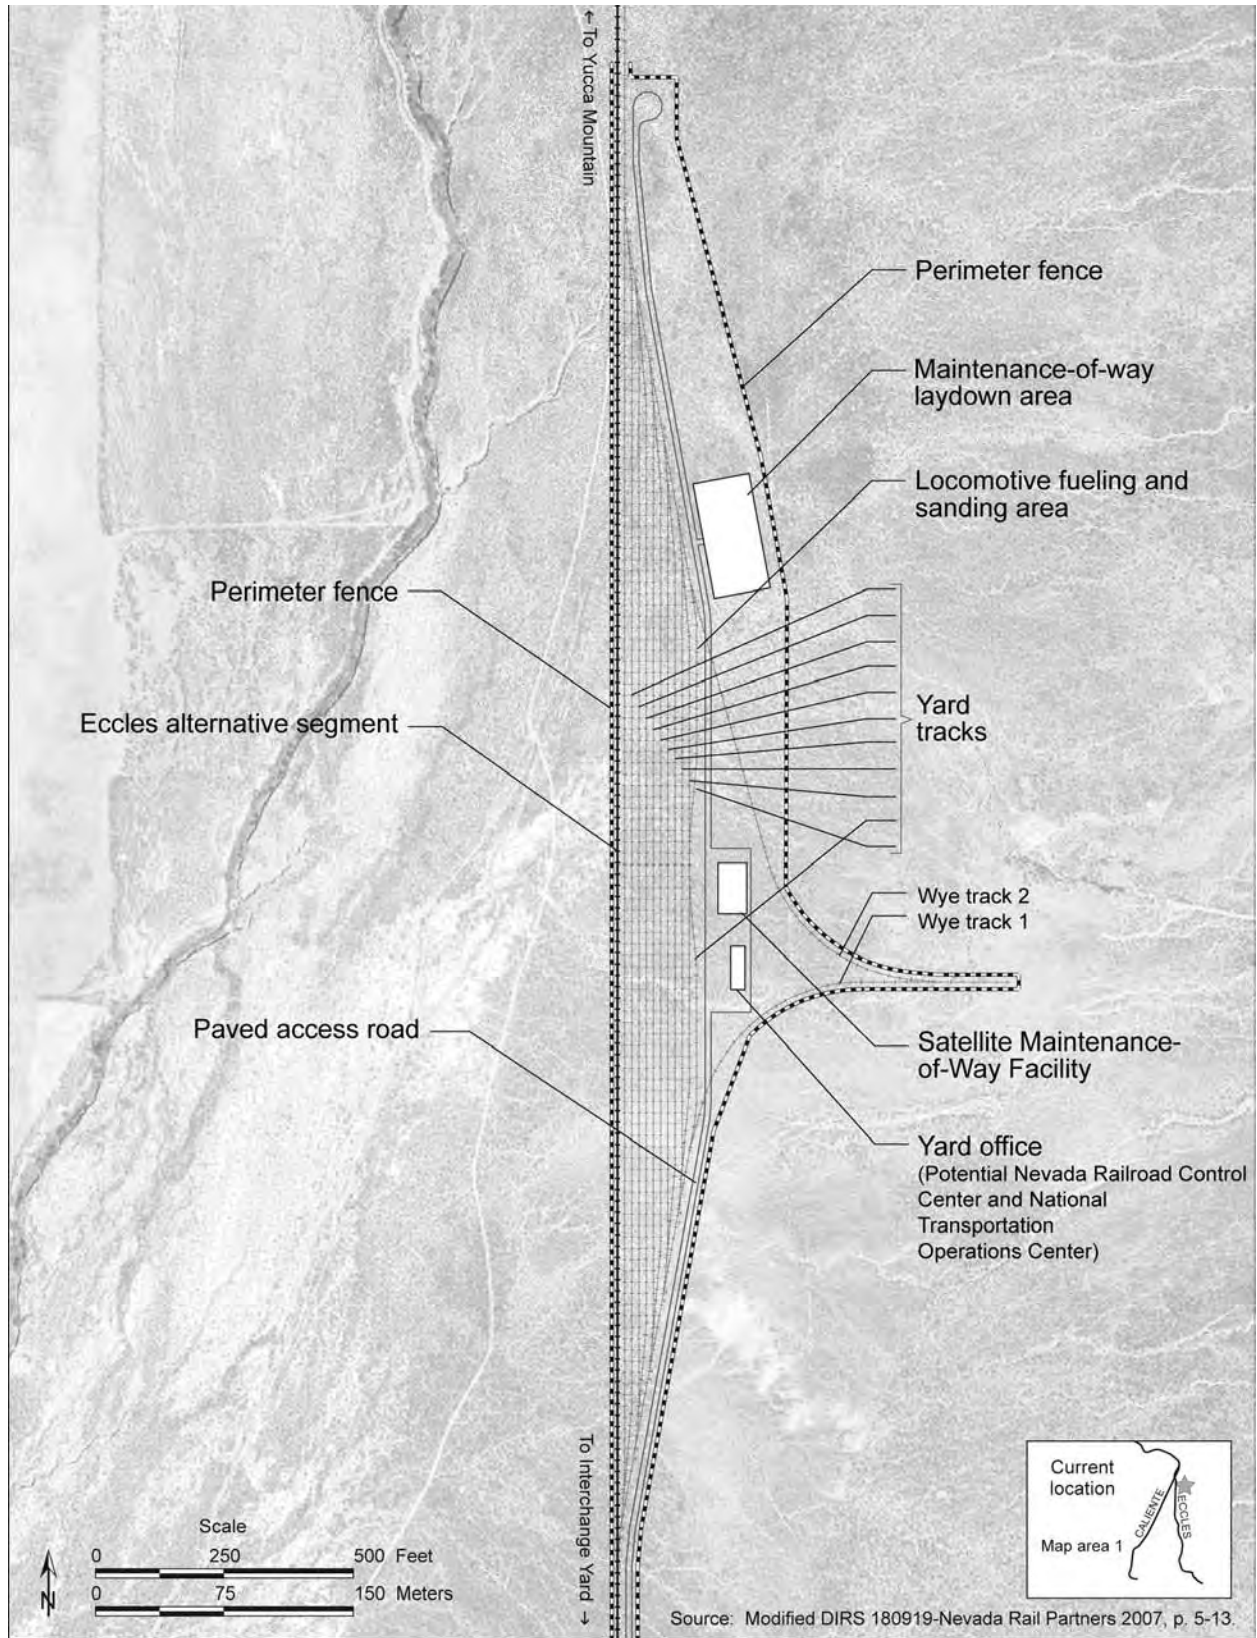 ← To Yucca Mountain
Perimeter fence
Maintenance-of-way
laydown area
Locomotive fueling and
sanding area
Perimeter fence
Yard
tracks
Eccles alternative segment
Wye track 2
Wye track 1
Paved access road
Satellite Maintenance-
of-Way Facility
Yard office
(Potential Nevada Railroad Control
Center and National
Transportation
Operations Center)
To Interchange Yard →
Scale
0 250 500 Feet
0 75 150 Meters
N
Current
location
CALIENTE
ECCLES
Map area 1
Source: Modified DIRS 180919-Nevada Rail Partners 2007, p. 5-13.